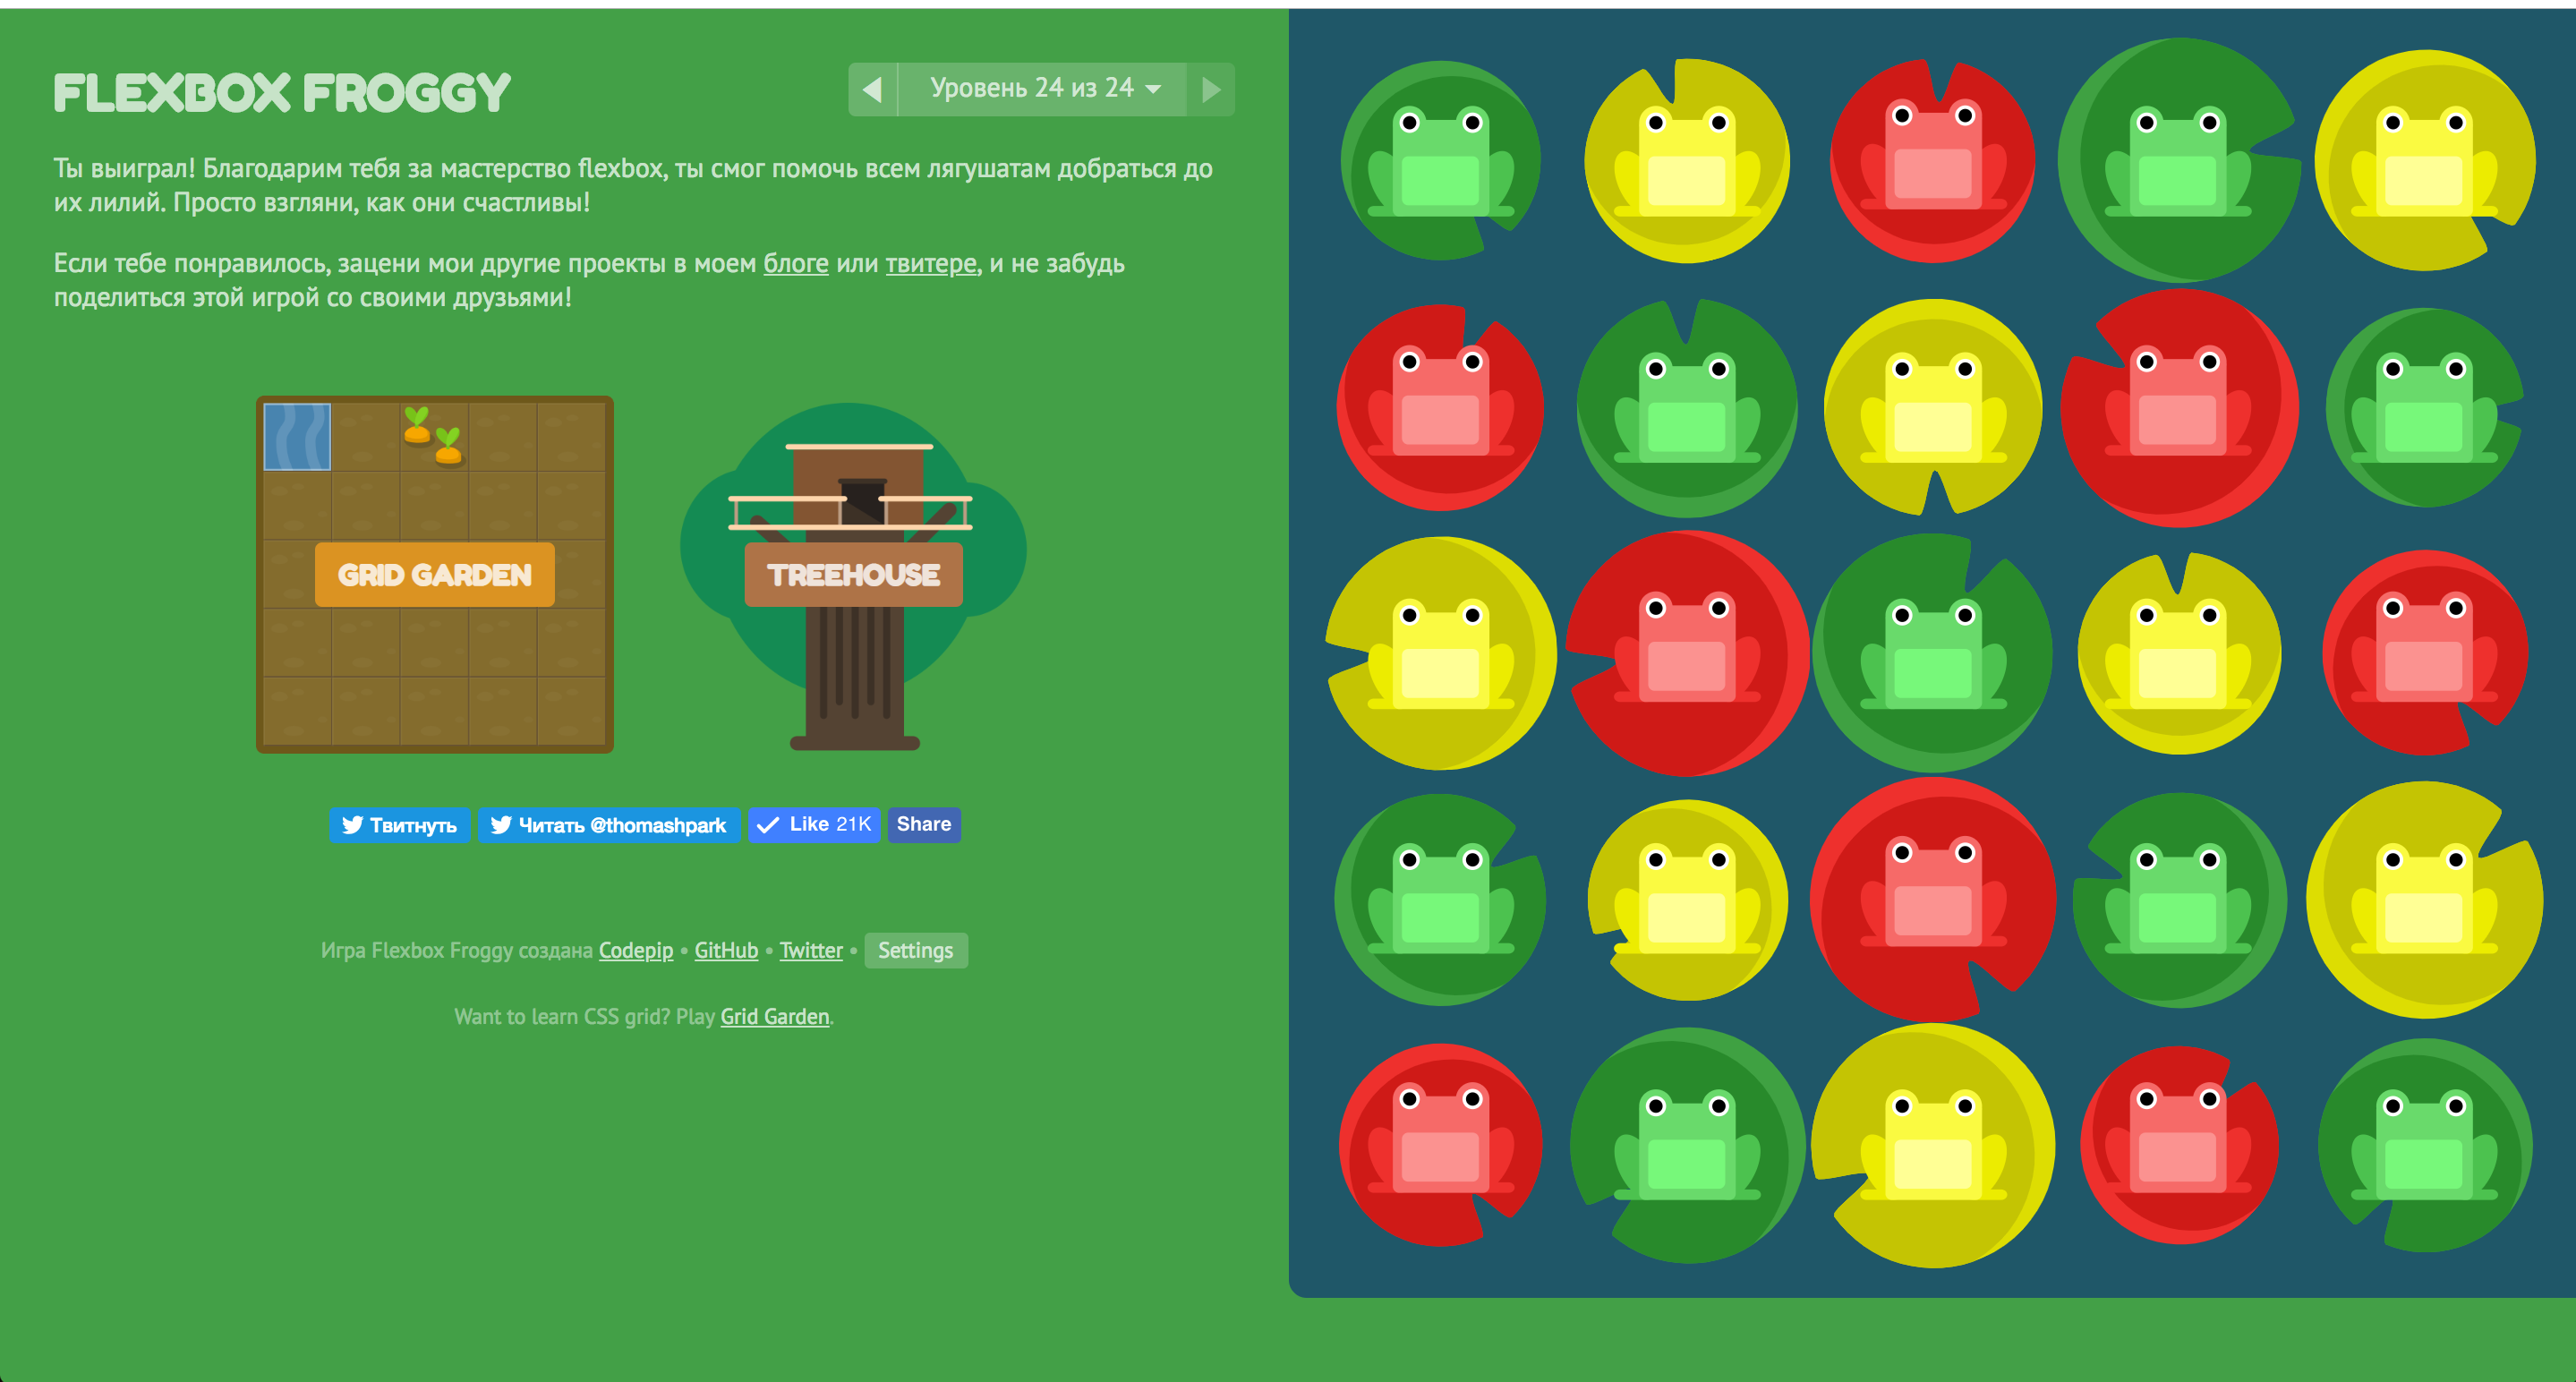 FLEXBOX FROGGY
Уровень 24 из 24
Ты выиграл! Благодарим тебя за мастерство flexbox, ты смог помочь всем лягушатам добраться до
их лилий. Просто взгляни, как они счастливы!
Если тебе понравилось, зацени мои другие проекты в моем блоге или твитере, и не забудь
поделиться этой игрой со своими друзьями!
GRID GARDEN
TREEHOUSE
Твитнуть
Читать @thomashpark
Like 21K
Share
Игра Flexbox Froggy создана Codepip • GitHub • Twitter • Settings
Want to learn CSS grid? Play Grid Garden.